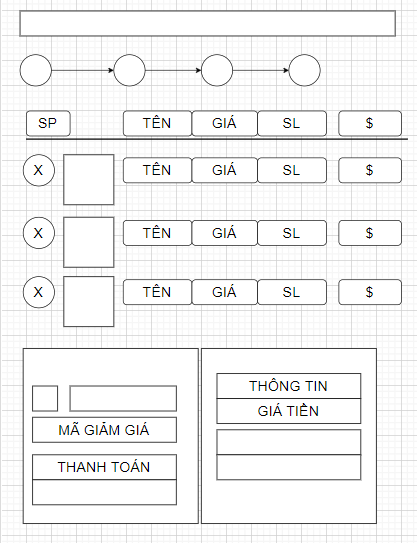 SP TÊN GIÁ SL $
X TÊN GIÁ SL $
X TÊN GIÁ SL $
X TÊN GIÁ SL $
MÃ GIẢM GIÁ
THANH TOÁN
THÔNG TIN
GIÁ TIỀN